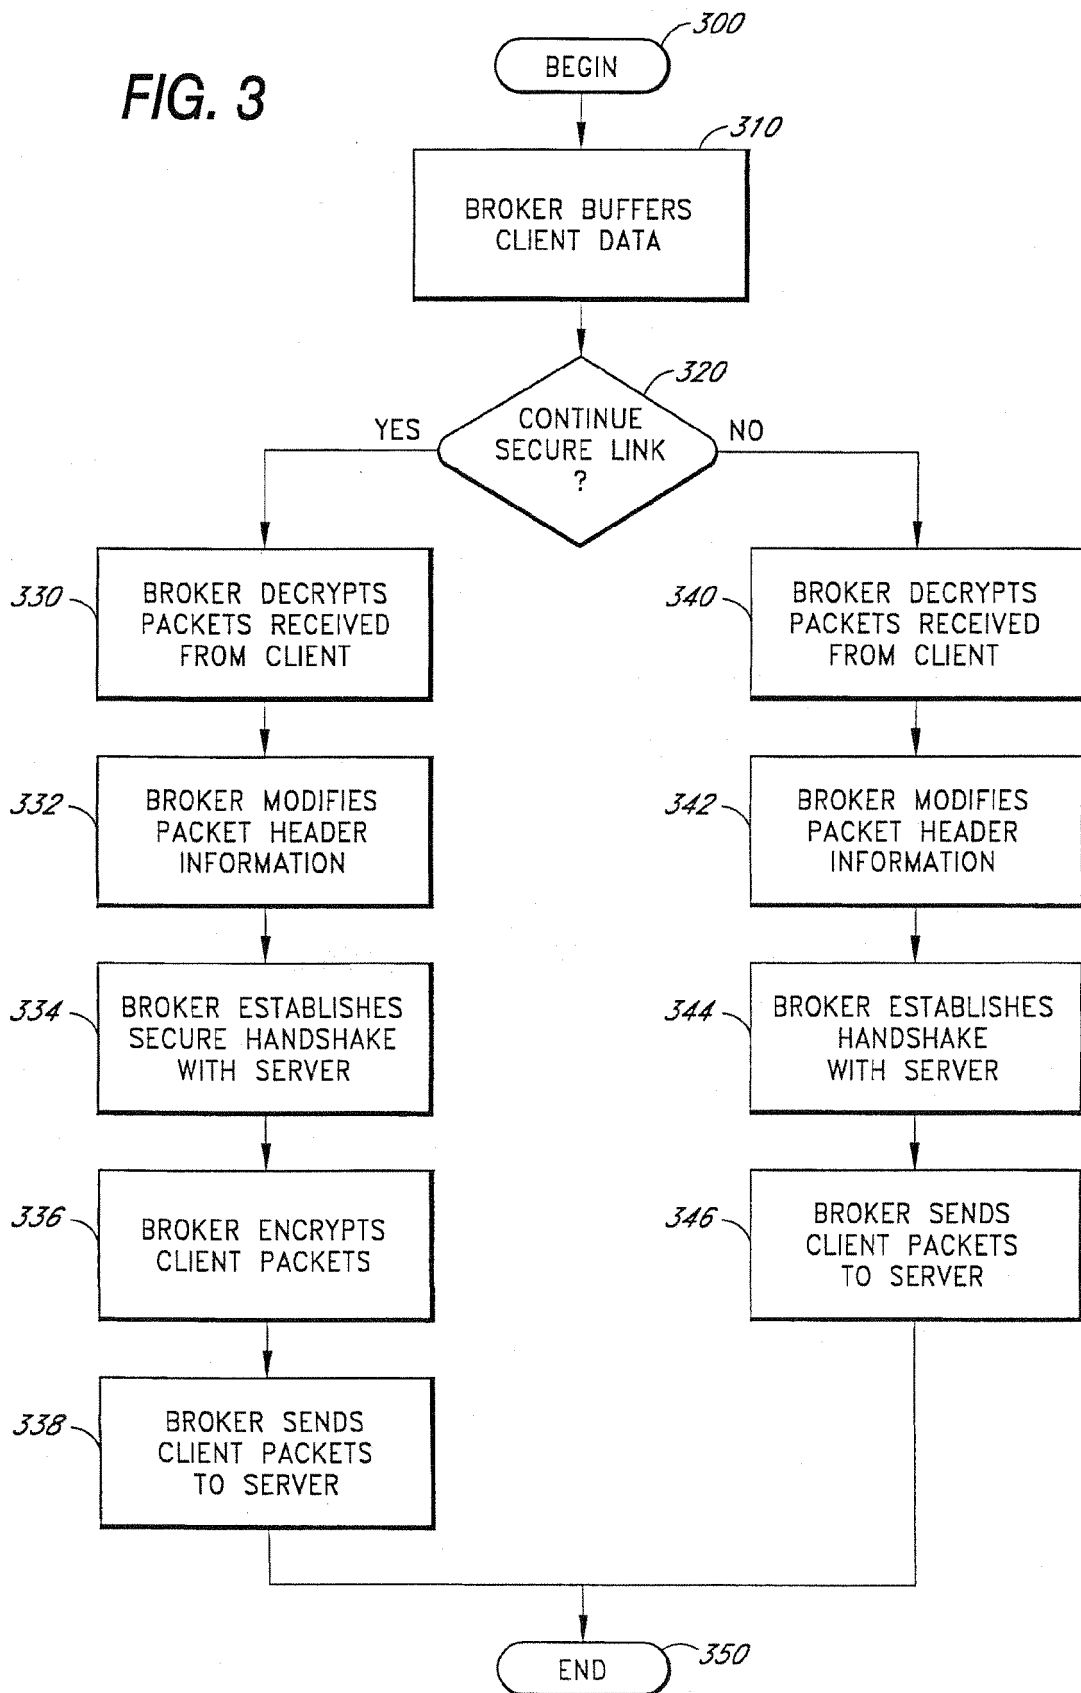 FIG. 3
300
BEGIN
310
BROKER BUFFERS
CLIENT DATA
320
CONTINUE
SECURE LINK
?
YES
NO
330
BROKER DECRYPTS
PACKETS RECEIVED
FROM CLIENT
340
BROKER DECRYPTS
PACKETS RECEIVED
FROM CLIENT
332
BROKER MODIFIES
PACKET HEADER
INFORMATION
342
BROKER MODIFIES
PACKET HEADER
INFORMATION
334
BROKER ESTABLISHES
SECURE HANDSHAKE
WITH SERVER
344
BROKER ESTABLISHES
HANDSHAKE
WITH SERVER
336
BROKER ENCRYPTS
CLIENT PACKETS
346
BROKER SENDS
CLIENT PACKETS
TO SERVER
338
BROKER SENDS
CLIENT PACKETS
TO SERVER
END
350